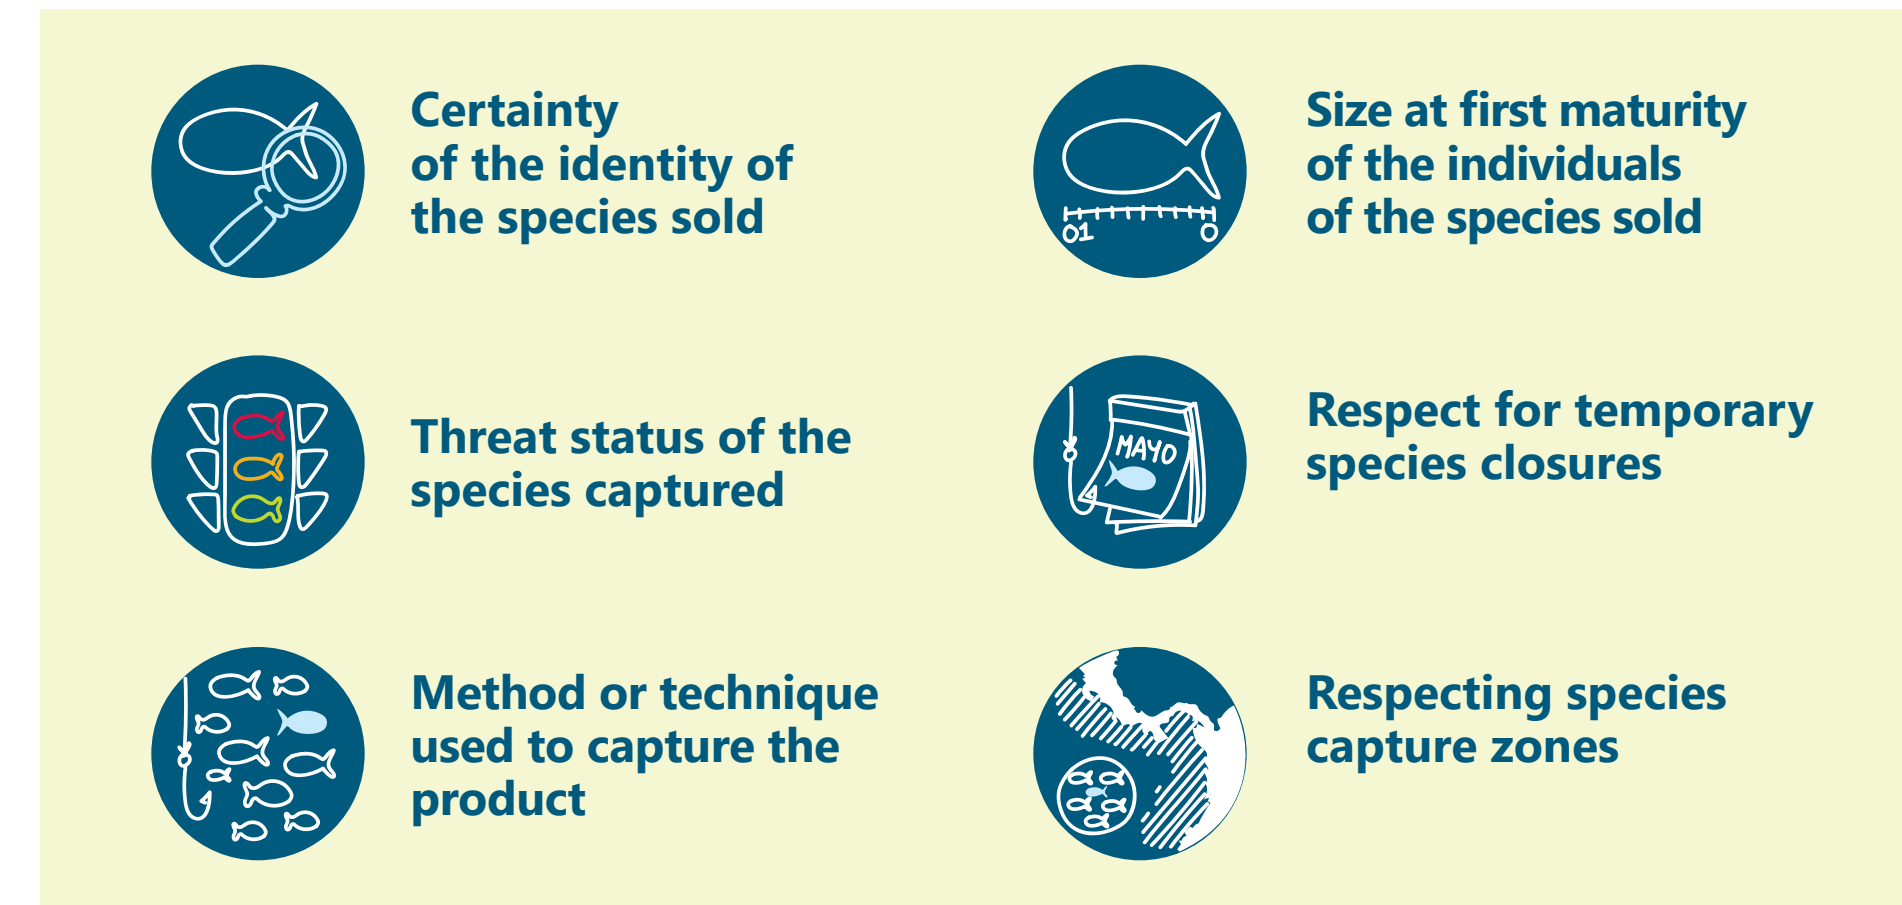 Certainty
of the identity of
the species sold
Size at first maturity
of the individuals
of the species sold
01 0
Threat status of the
species captured
MAYO
Respect for temporary
species closures
Method or technique
used to capture the
product
Respecting species
capture zones